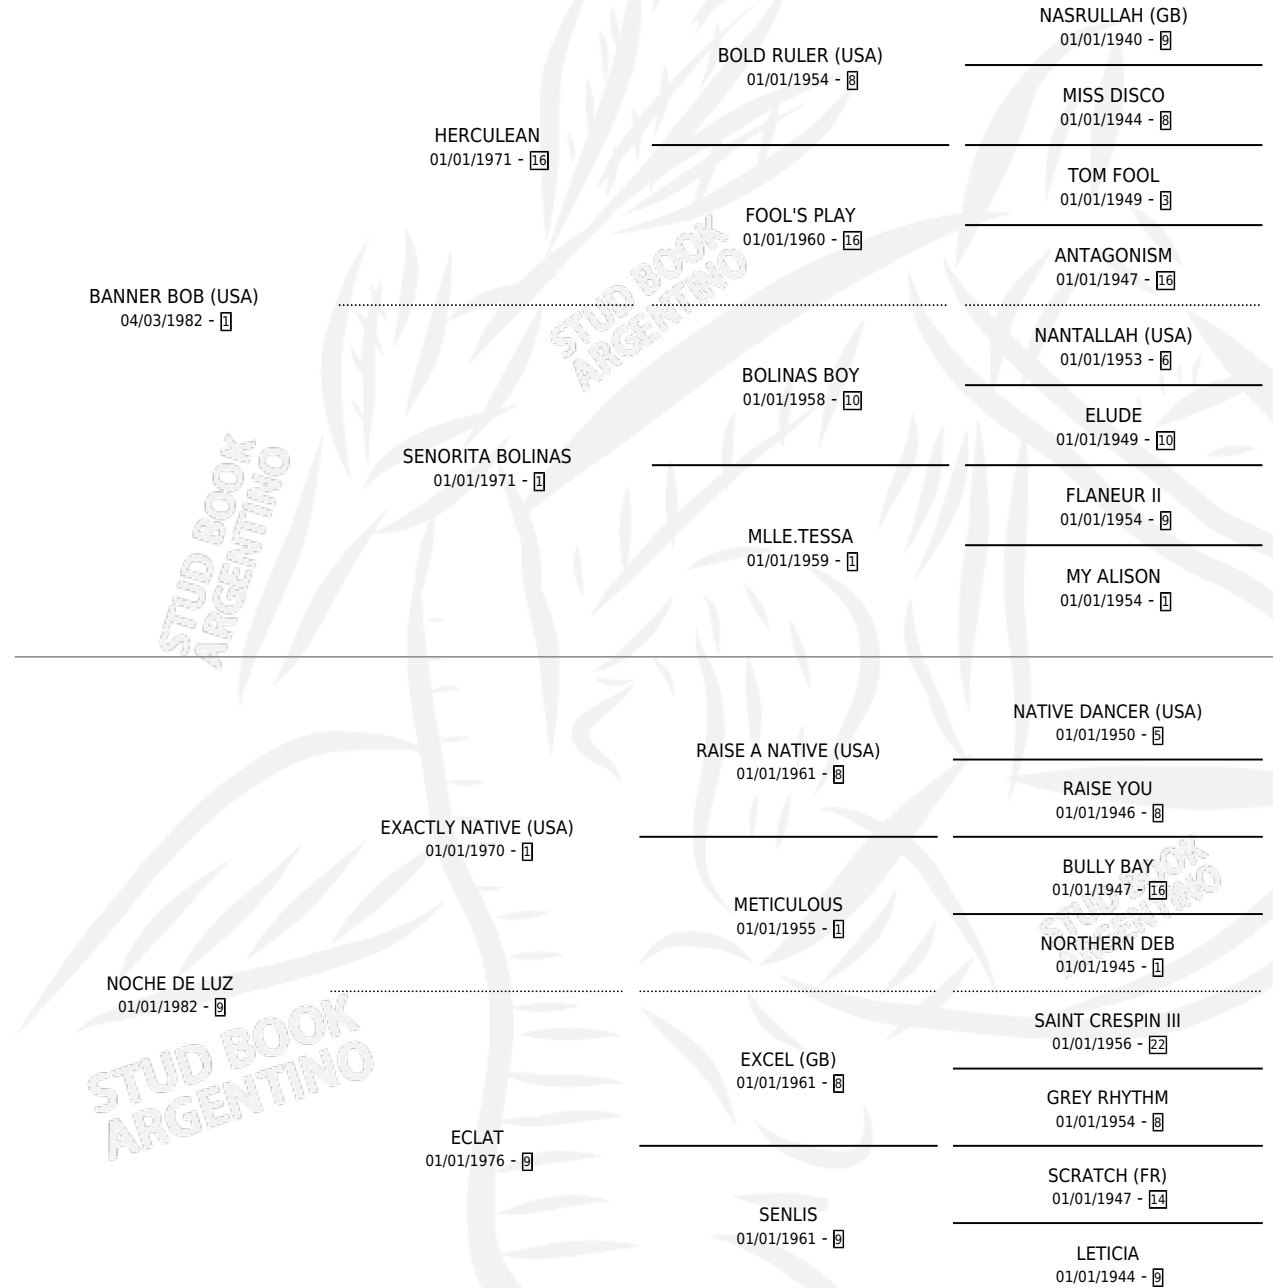 NASRULLAH (GB)
01/01/1940 - 9
BOLD RULER (USA)
01/01/1954 - 8
MISS DISCO
01/01/1944 - 8
HERCULEAN
01/01/1971 - 16
TOM FOOL
01/01/1949 - 3
FOOL'S PLAY
01/01/1960 - 16
ANTAGONISM
01/01/1947 - 16
BANNER BOB (USA)
04/03/1982 - 1
NANTALLAH (USA)
01/01/1953 - 6
BOLINAS BOY
01/01/1958 - 10
ELUDE
01/01/1949 - 10
SENORITA BOLINAS
01/01/1971 - 1
FLANEUR II
01/01/1954 - 9
MLLE.TESSA
01/01/1959 - 1
MY ALISON
01/01/1954 - 1
NATIVE DANCER (USA)
01/01/1950 - 5
RAISE A NATIVE (USA)
01/01/1961 - 8
RAISE YOU
01/01/1946 - 8
EXACTLY NATIVE (USA)
01/01/1970 - 1
BULLY BAY
01/01/1947 - 16
METICULOUS
01/01/1955 - 1
NORTHERN DEB
01/01/1945 - 1
NOCHE DE LUZ
01/01/1982 - 9
SAINT CRESPIN III
01/01/1956 - 22
EXCEL (GB)
01/01/1961 - 8
GREY RHYTHM
01/01/1954 - 8
ECLAT
01/01/1976 - 9
SCRATCH (FR)
01/01/1947 - 14
SENLIS
01/01/1961 - 9
LETICIA
01/01/1944 - 9
STUD BOOK
ARGENTINO
STUD BOOK
ARGENTINO
STUD BOOK
ARGENTINO
STUD BOOK
ARGENTINO